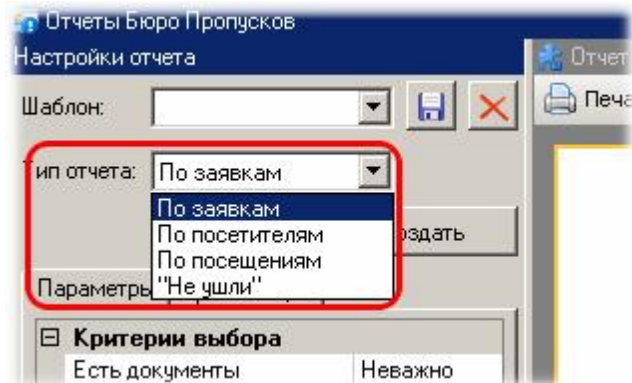 Отчеты Бюро Пропусков
Настройки отчета
Отчет
Шаблон:
Печа
Тип отчета: По заявкам
По заявкам
По посетителям
оздать
По посещениям
"Не ушли"
Параметры
Критерии выбора
Есть документы Неважно